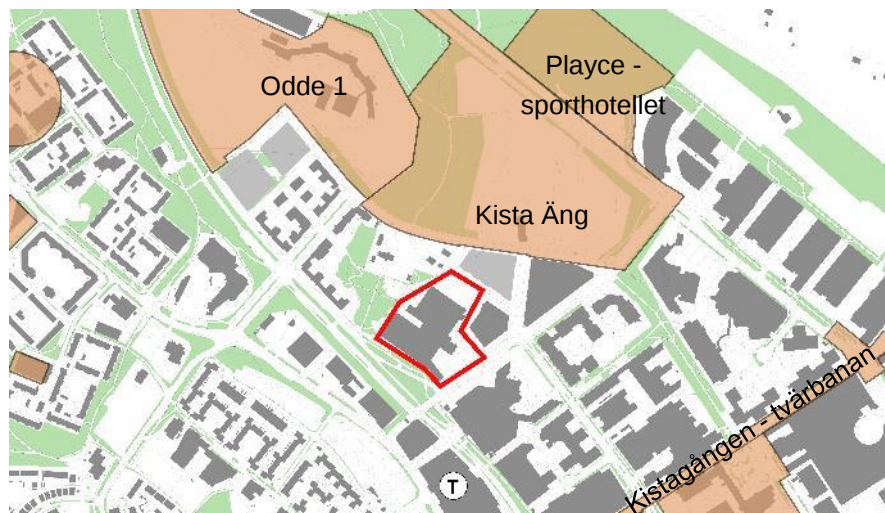 Odde 1
Playce -
sporthotellet
Kista Äng
Kistagången - tvärbanan
T